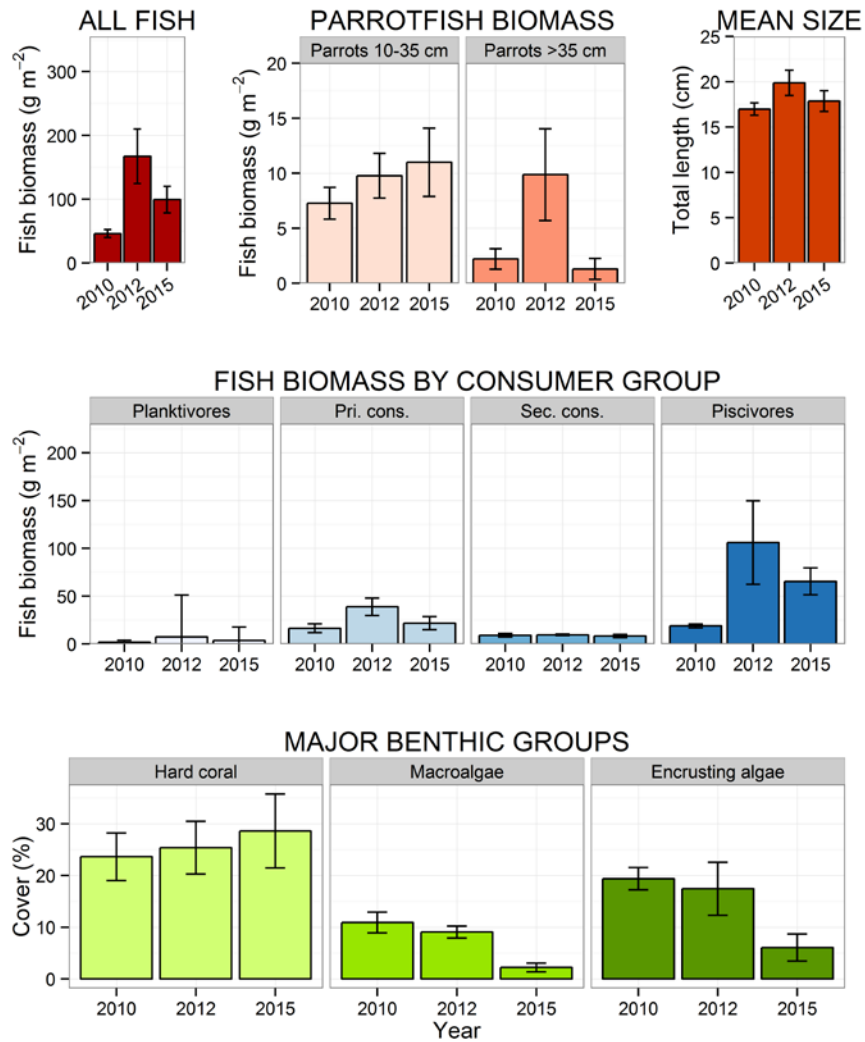 ALL FISH
PARROTFISH BIOMASS
MEAN SIZE
Fish biomass (g m⁻²)
300
200
100
0
2010
2012
2015
Parrots 10-35 cm
Parrots >35 cm
Fish biomass (g m⁻²)
20
15
10
5
0
2010
2012
2015
2010
2012
2015
Total length (cm)
25
20
15
10
5
0
2010
2012
2015
FISH BIOMASS BY CONSUMER GROUP
Planktivores
Pri. cons.
Sec. cons.
Piscivores
Fish biomass (g m⁻²)
200
150
100
50
0
2010
2012
2015
2010
2012
2015
2010
2012
2015
2010
2012
2015
MAJOR BENTHIC GROUPS
Hard coral
Macroalgae
Encrusting algae
Cover (%)
30
20
10
0
2010
2012
2015
2010
2012
2015
2010
2012
2015
Year